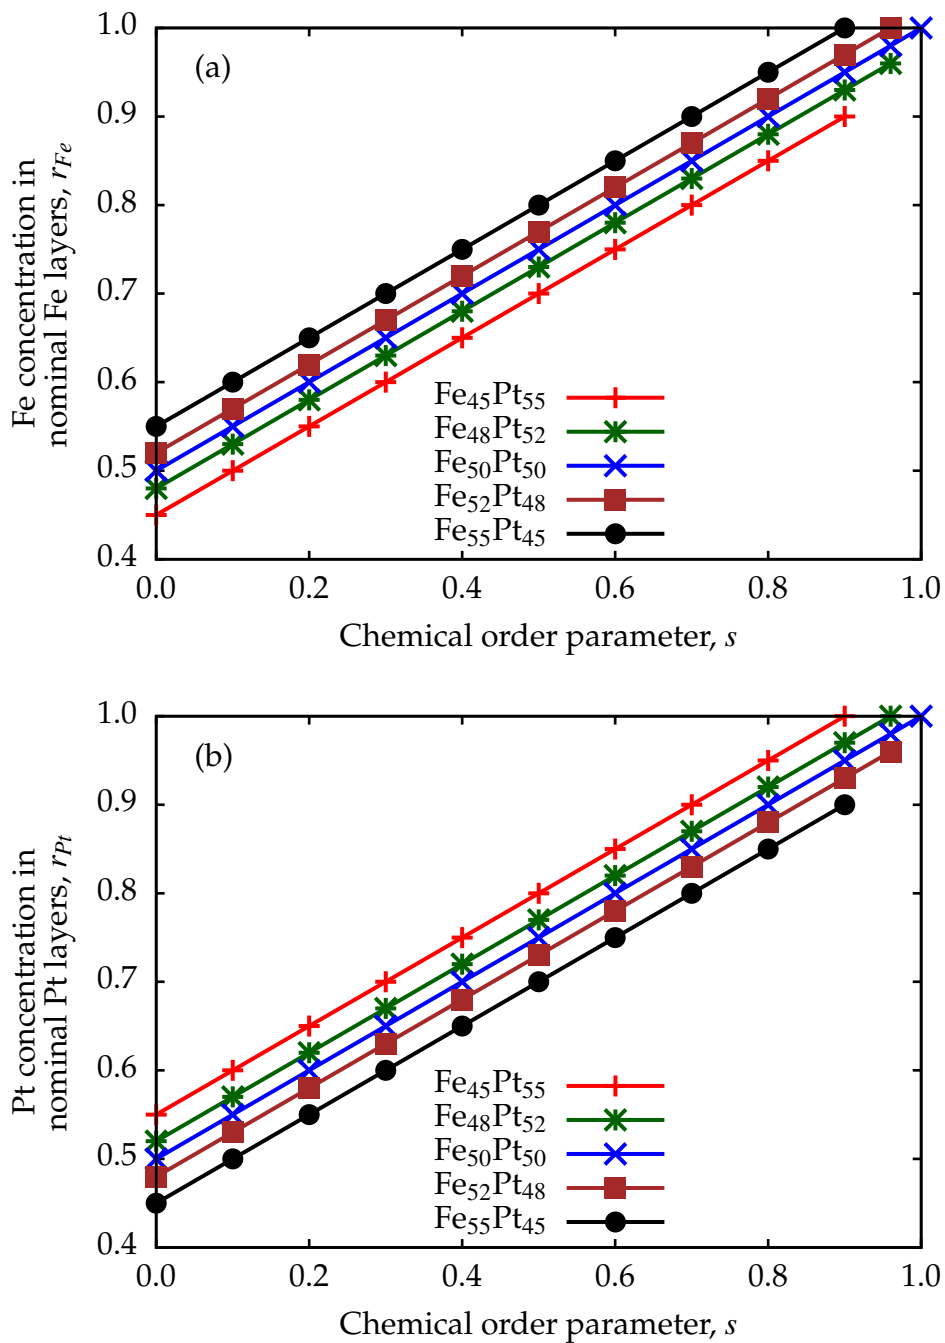 (a)
Fe concentration in
nominal Fe layers, r_Fe
1.0
0.9
0.8
0.7
0.6
0.5
0.4
Fe₄₅Pt₅₅
Fe₄₈Pt₅₂
Fe₅₀Pt₅₀
Fe₅₂Pt₄₈
Fe₅₅Pt₄₅
0.0 0.2 0.4 0.6 0.8 1.0
Chemical order parameter, s
(b)
Pt concentration in
nominal Pt layers, r_Pt
1.0
0.9
0.8
0.7
0.6
0.5
0.4
Fe₄₅Pt₅₅
Fe₄₈Pt₅₂
Fe₅₀Pt₅₀
Fe₅₂Pt₄₈
Fe₅₅Pt₄₅
0.0 0.2 0.4 0.6 0.8 1.0
Chemical order parameter, s